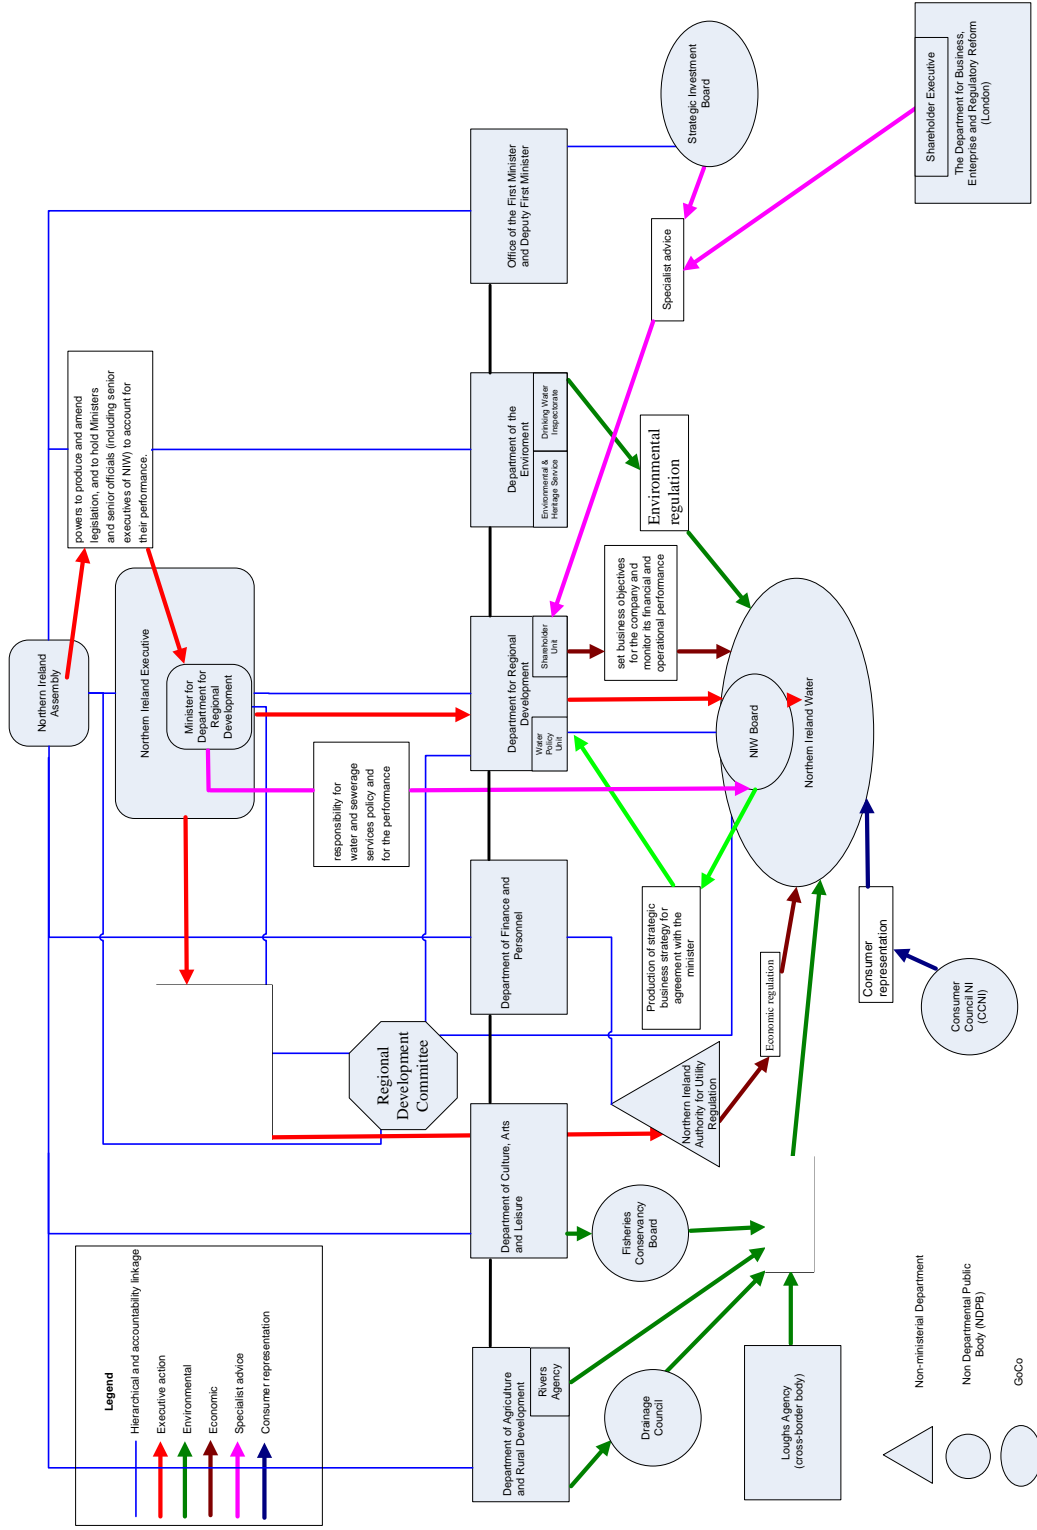 Northern Ireland
Assembly
powers to produce and amend
legislation, and to hold Ministers
and senior officials (including senior
executives of NIW) to account for
their performance.
Northern Ireland Executive
Minister for
Department for
Regional
Development
responsibility for
water and sewerage
services policy and
for the performance
Regional
Development
Committee
Legend
Hierarchical and accountability linkage
Executive action
Environmental
Economic
Specialist advice
Consumer representation
Department of Agriculture
and Rural Development
Rivers
Agency
Department of Culture, Arts
and Leisure
Department of Finance and
Personnel
Department for Regional
Development
Water
Policy
Unit
Shareholder
Unit
Department of the
Enviroment
Environmental &
Heritage Service
Drinking Water
Inspectorate
Office of the First Minister
and Deputy First Minister
Drainage
Council
Fisheries
Conservancy
Board
Northern Ireland
Authority for Utility
Regulation
Production of strategic
business strategy for
agreement with the
minister
set business objectives
for the company and
monitor its financial and
operational performance
Environmental
regulation
Specialist advice
Strategic Investment
Board
Economic regulation
NIW Board
Northern Ireland Water
Loughs Agency
(cross-border body)
Consumer
representation
Consumer
Council NI
(CCNI)
Shareholder Executive
The Department for Business,
Enterprise and Regulatory Reform
(London)
Non-ministerial Department
Non Departmental Public
Body (NDPB)
GoCo